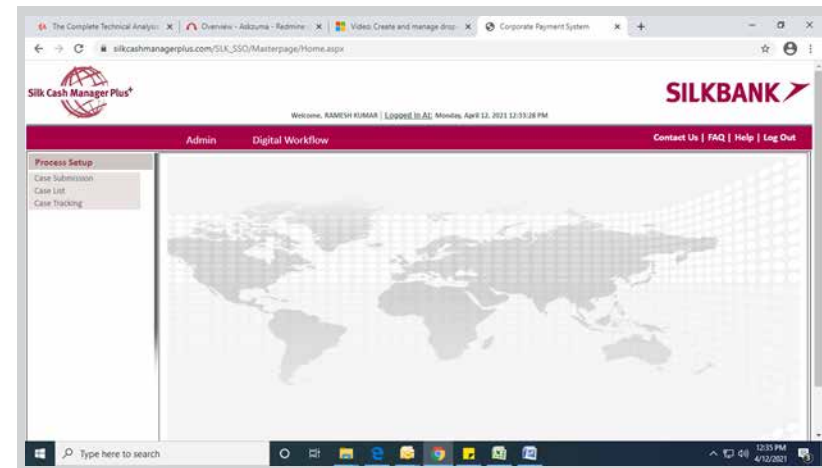 The Complete Technical Analysis
Overview - Askzuma - Redmine
Video: Create and manage drop
Corporate Payment System
silkcashmanagerplus.com/SLK_SSO/Masterpage/Home.aspx
Silk Cash Manager Plus+
SILKBANK
Welcome, RAMESH KUMAR | Logged In At: Monday, April 12, 2021 12:33:28 PM
Admin Digital Workflow Contact Us | FAQ | Help | Log Out
Process Setup
Case Submission
Case List
Case Tracking
Type here to search
12:35 PM
4/12/2021